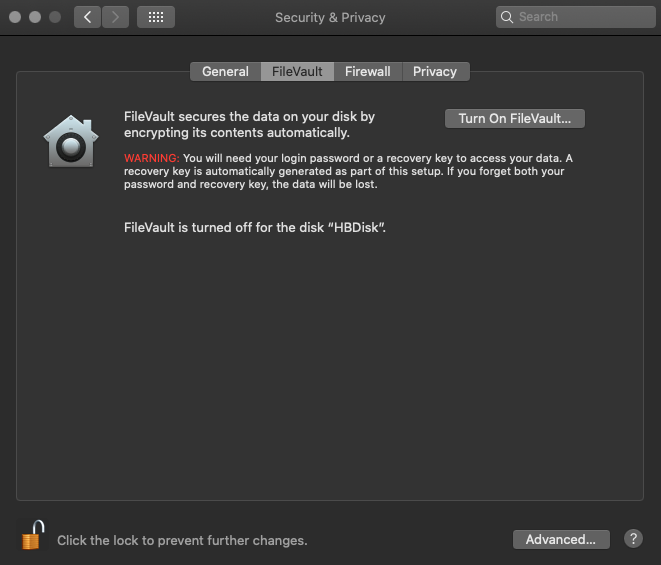 Security & Privacy
Search
General
FileVault
Firewall
Privacy
FileVault secures the data on your disk by
encrypting its contents automatically.
Turn On FileVault...
WARNING: You will need your login password or a recovery key to access your data. A
recovery key is automatically generated as part of this setup. If you forget both your
password and recovery key, the data will be lost.
FileVault is turned off for the disk “HBDisk”.
Click the lock to prevent further changes.
Advanced...
?